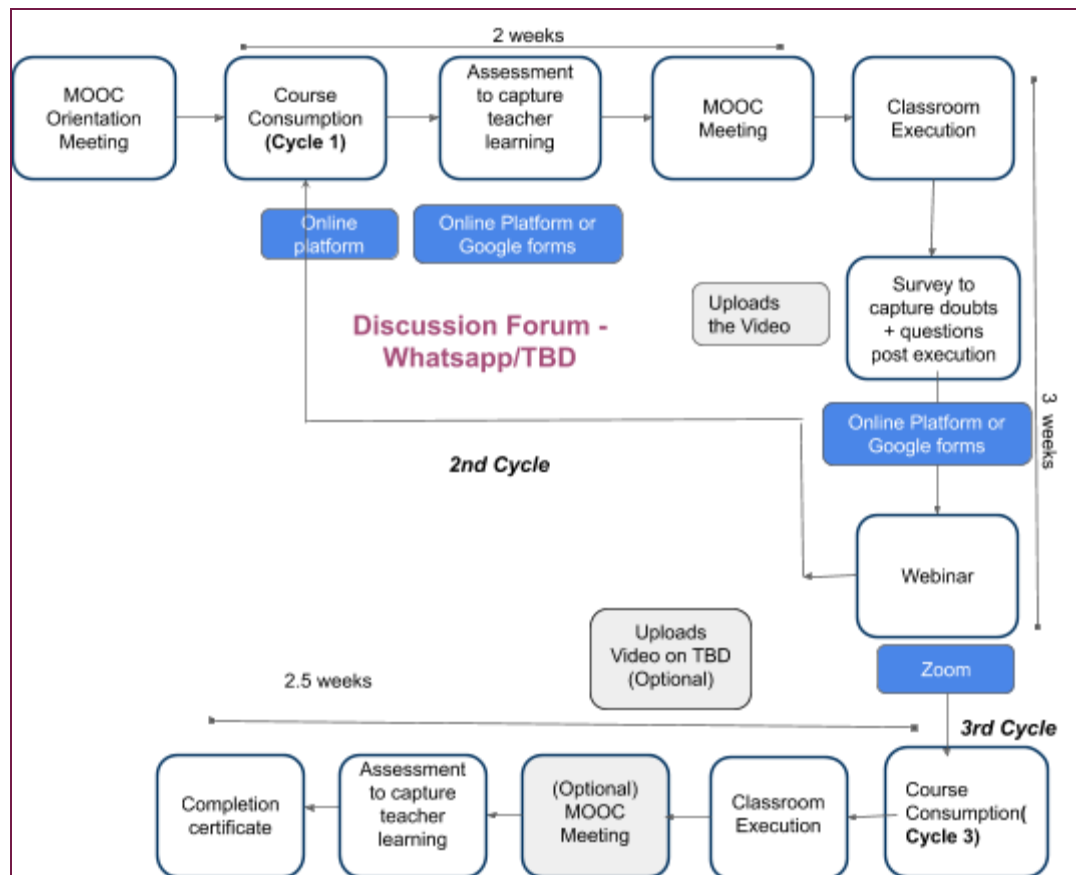 2 weeks
MOOC
Orientation
Meeting
Course
Consumption
(Cycle 1)
Assessment
to capture
teacher
learning
MOOC
Meeting
Classroom
Execution
Online
platform
Online Platform or
Google forms
Uploads
the Video
Survey to
capture doubts
+ questions
post execution
Discussion Forum -
Whatsapp/TBD
3 weeks
Online Platform or
Google forms
2nd Cycle
Webinar
Uploads
Video on TBD
(Optional)
Zoom
2.5 weeks
3rd Cycle
Completion
certificate
Assessment
to capture
teacher
learning
(Optional)
MOOC
Meeting
Classroom
Execution
Course
Consumption(
Cycle 3)